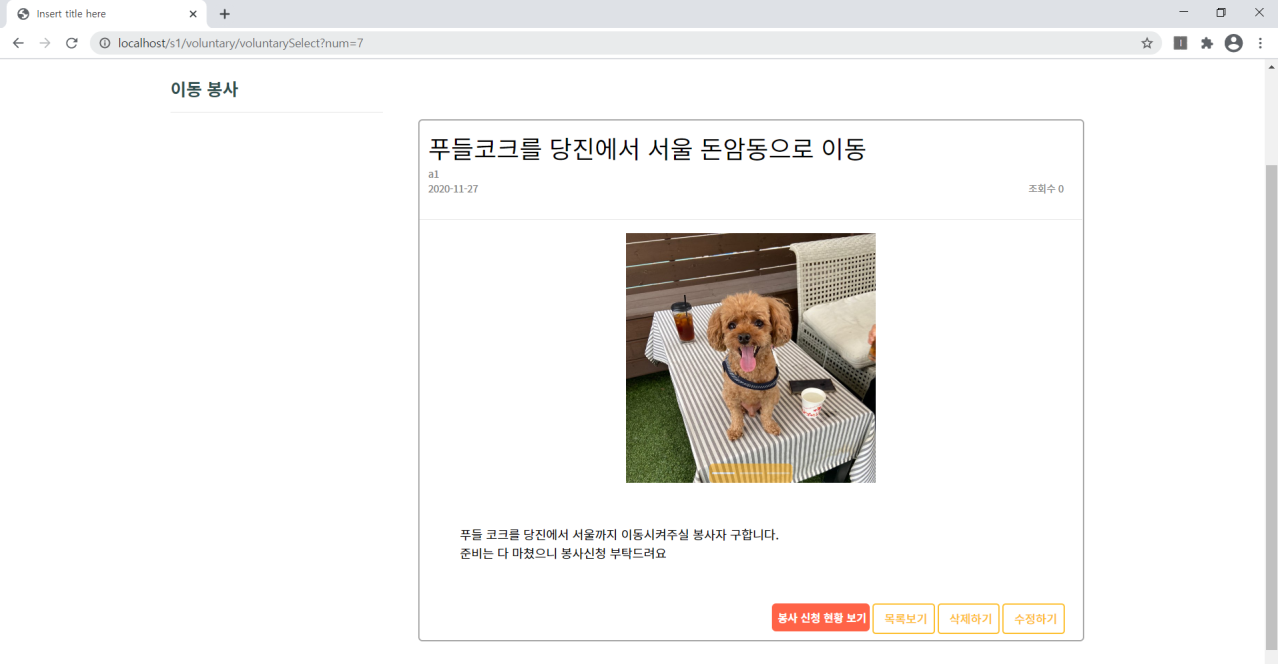 Insert title here
localhost/s1/voluntary/voluntarySelect?num=7
이동 봉사
푸들코크를 당진에서 서울 돈암동으로 이동
a1
2020-11-27
조회수 0
푸들 코크를 당진에서 서울까지 이동시켜주실 봉사자 구합니다.
준비는 다 마쳤으니 봉사신청 부탁드려요
봉사 신청 현황 보기
목록보기
삭제하기
수정하기